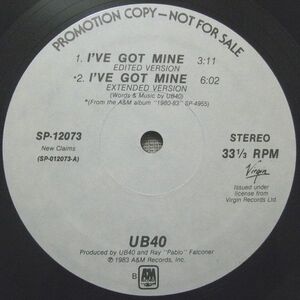 PROMOTION COPY—NOT FOR SALE
1. I'VE GOT MINE 3:11
EDITED VERSION
*2. I'VE GOT MINE 6:02
EXTENDED VERSION
(Words & Music by UB40)
*(From the A&M album "1980-83" SP-4955)
SP-12073
New Claims
(SP-012073-A)
STEREO
33⅓ RPM
Virgin
Issued under
license from
Virgin Records Ltd.
UB40
Produced by UB40 and Ray "Pablo" Falconer
℗ 1983 A&M Records, Inc.
B
A&M